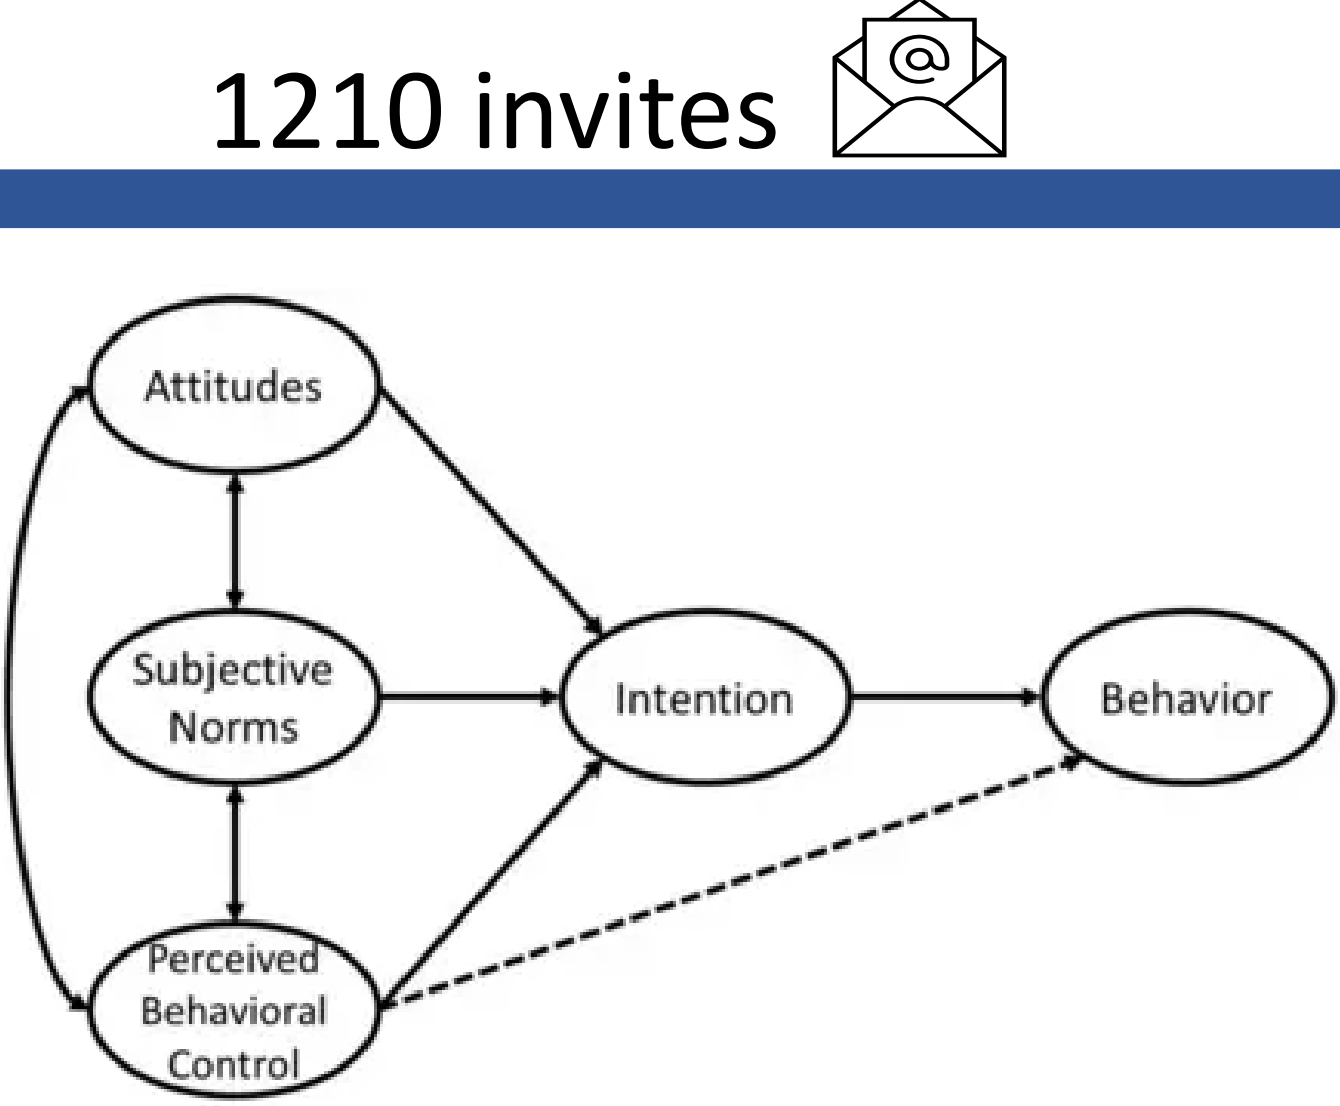 1210 invites
@
Attitudes
Subjective
Norms
Intention
Behavior
Perceived
Behavioral
Control